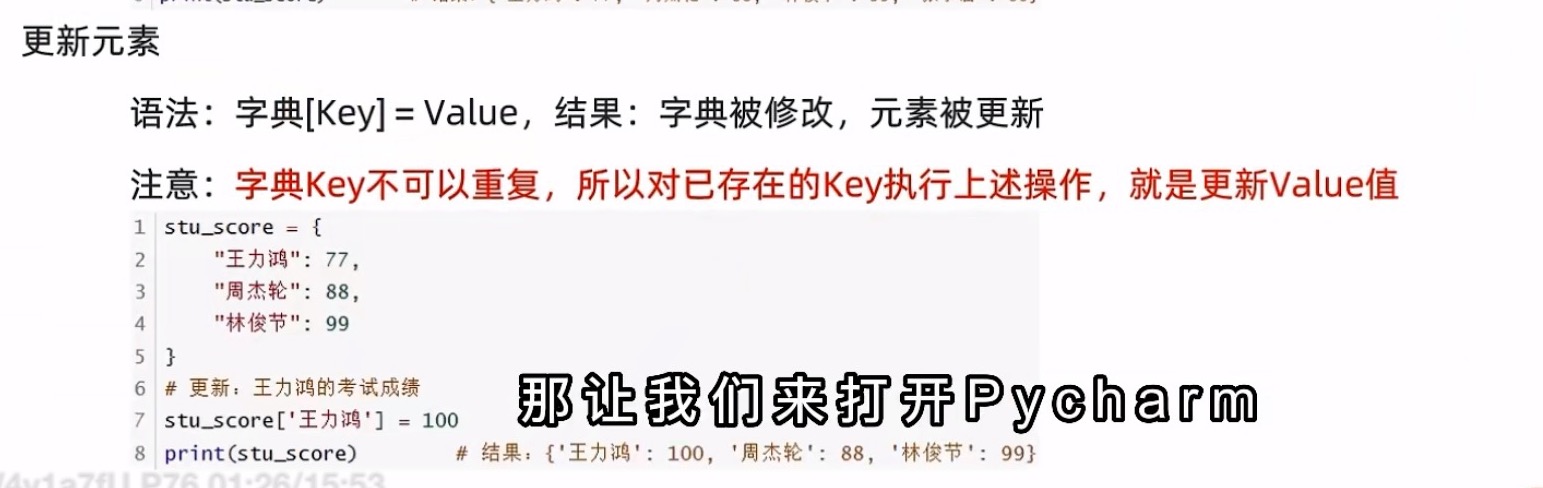 更新元素
语法：字典[Key] = Value，结果：字典被修改，元素被更新
注意：字典Key不可以重复，所以对已存在的Key执行上述操作，就是更新Value值
1 stu_score = {
2 "王力鸿": 77,
3 "周杰轮": 88,
4 "林俊节": 99
5 }
6 # 更新：王力鸿的考试成绩
7 stu_score['王力鸿'] = 100
8 print(stu_score) # 结果：{'王力鸿': 100, '周杰轮': 88, '林俊节': 99}
那让我们来打开Pycharm
P76 01:26/15:53